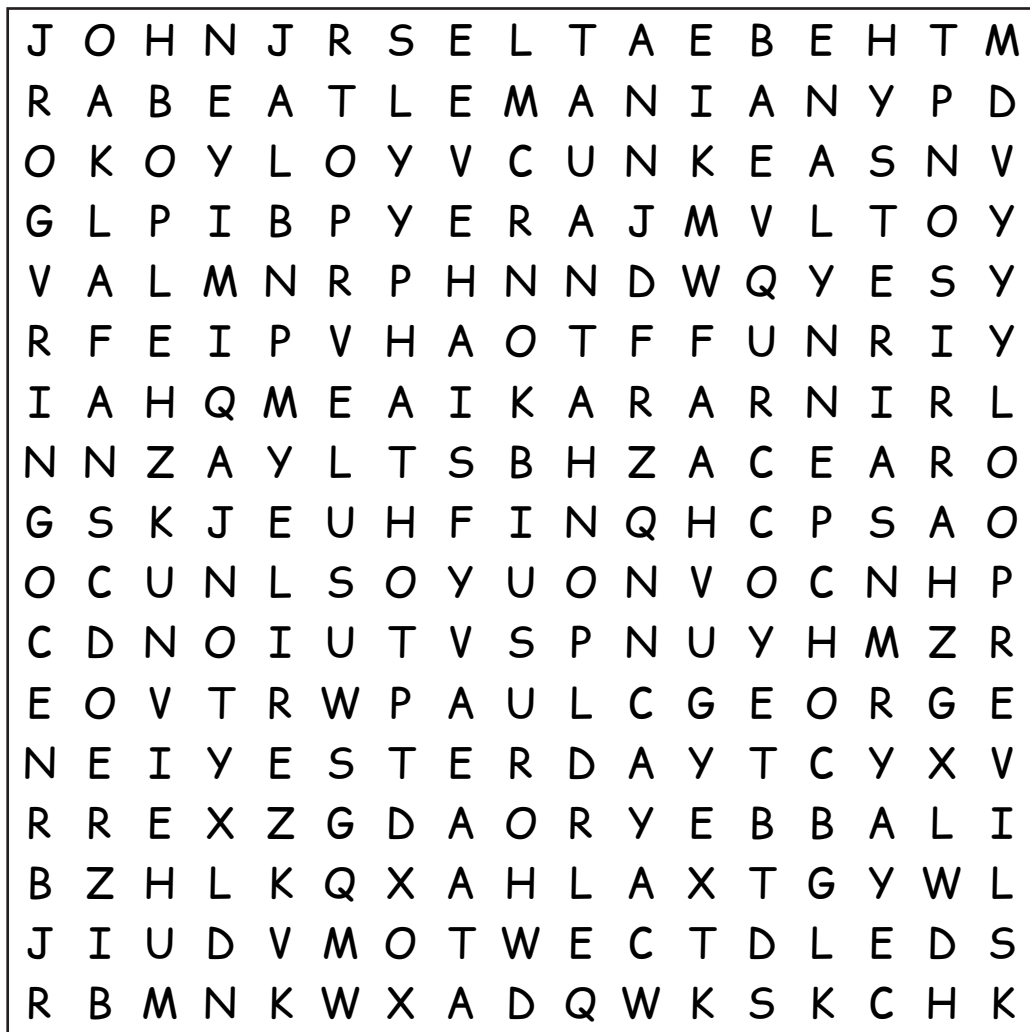 J O H N J R S E L T A E B E H T M
R A B E A T L E M A N I A N Y P D
O K O Y L O Y V C U N K E A S N V
G L P I B P Y E R A J M V L T O Y
V A L M N R P H N N D W Q Y E S Y
R F E I P V H A O T F F U N R I Y
I A H Q M E A I K A R A R N I R L
N N Z A Y L T S B H Z A C E A R O
G S K J E U H F I N Q H C P S A O
O C U N L S O Y U O N V O C N H P
C D N O I U T V S P N U Y H M Z R
E O V T R W P A U L C G E O R G E
N E I Y E S T E R D A Y T C Y X V
R R E X Z G D A O R Y E B B A L I
B Z H L K Q X A H L A X T G Y W L
J I U D V M O T W E C T D L E D S
R B M N K W X A D Q W K S K C H K